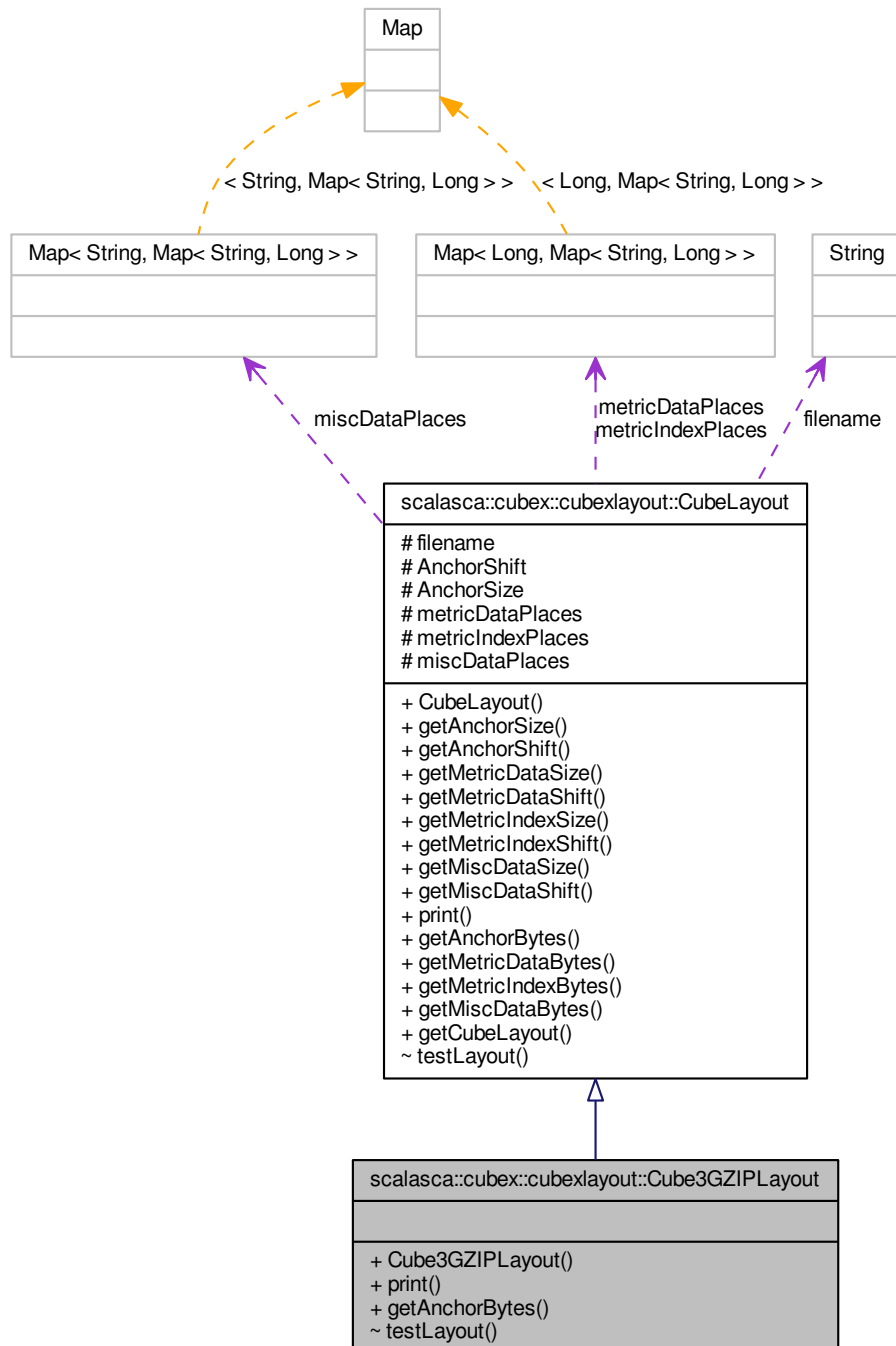 Map
< String, Map< String, Long > >
< Long, Map< String, Long > >
Map< String, Map< String, Long > >
Map< Long, Map< String, Long > >
String
miscDataPlaces
metricDataPlaces
metricIndexPlaces
filename
scalasca::cubex::cubexlayout::CubeLayout
# filename
# AnchorShift
# AnchorSize
# metricDataPlaces
# metricIndexPlaces
# miscDataPlaces
+ CubeLayout()
+ getAnchorSize()
+ getAnchorShift()
+ getMetricDataSize()
+ getMetricDataShift()
+ getMetricIndexSize()
+ getMetricIndexShift()
+ getMiscDataSize()
+ getMiscDataShift()
+ print()
+ getAnchorBytes()
+ getMetricDataBytes()
+ getMetricIndexBytes()
+ getMiscDataBytes()
+ getCubeLayout()
~ testLayout()
scalasca::cubex::cubexlayout::Cube3GZIPLayout
+ Cube3GZIPLayout()
+ print()
+ getAnchorBytes()
~ testLayout()